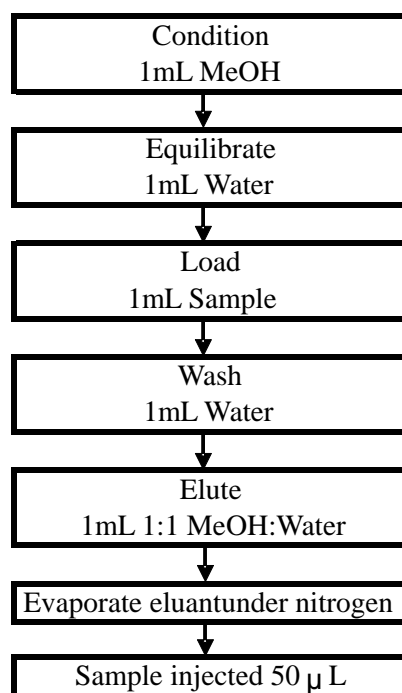 Condition
1mL MeOH
Equilibrate
1mL Water
Load
1mL Sample
Wash
1mL Water
Elute
1mL 1:1 MeOH:Water
Evaporate eluantunder nitrogen
Sample injected 50 μ L